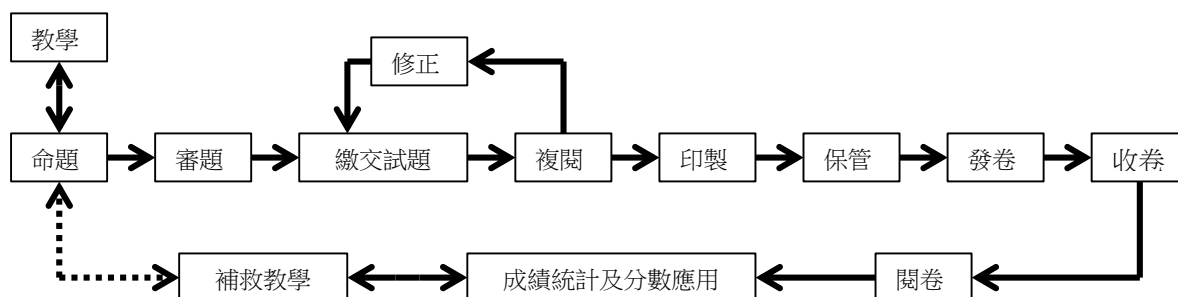 教學
修正
命題
審題
繳交試題
複閱
印製
保管
發卷
收卷
補救教學
成績統計及分數應用
閱卷